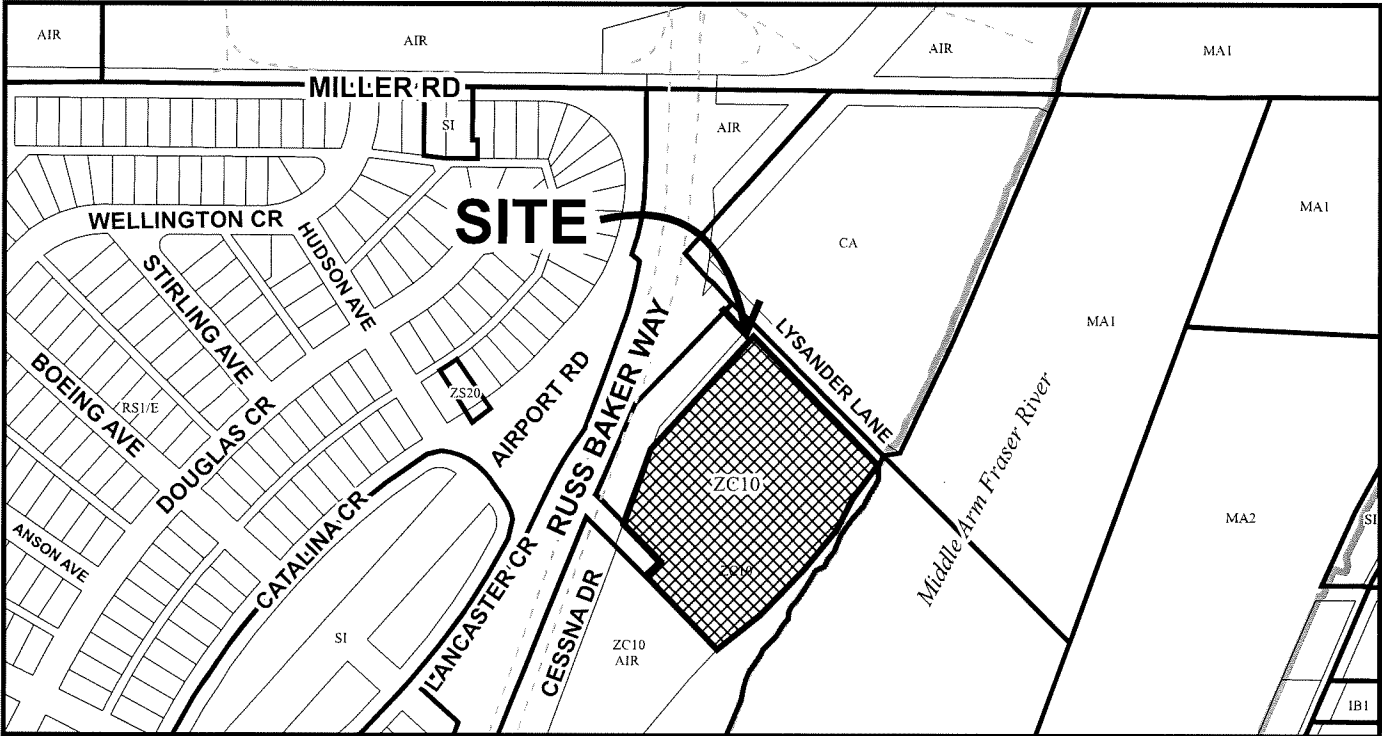 AIR
AIR
AIR
MA1
MILLER RD
SI
AIR
WELLINGTON CR
HUDSON AVE
SITE
CA
MA1
STIRLING AVE
MA1
BOEING AVE
RS1/E
DOUGLAS CR
ZS20
AIRPORT RD
RUSS BAKER WAY
LYSANDER LANE
ZC10
Middle Arm Fraser River
MA2
SI
ANSON AVE
CATALINA CR
LANCASTER CR
CESSNA DR
ZC10
SI
ZC10
AIR
IB1